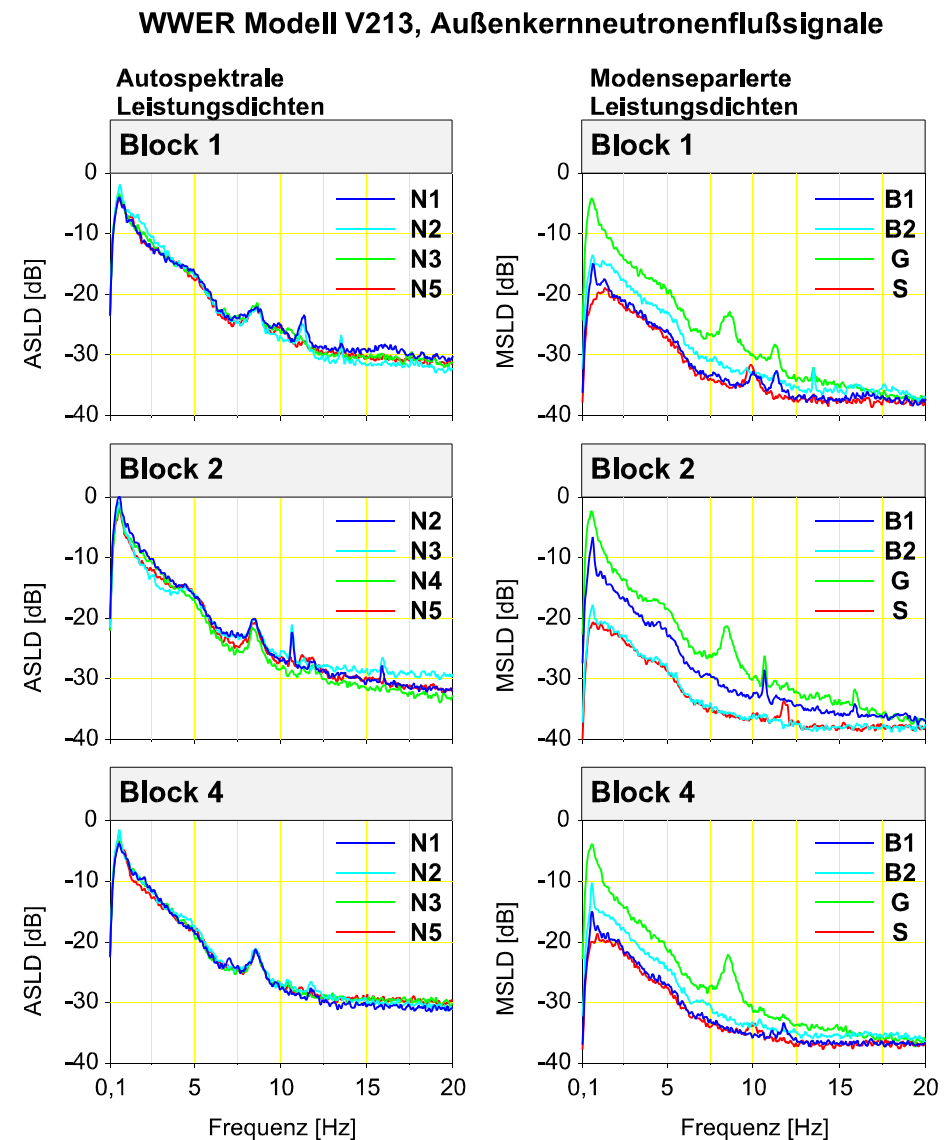 WWER Modell V213, Außenkernneutronenflußsignale
Autospektrale
Leistungsdichten
Block 1
0
-10
-20
-30
-40
ASLD [dB]
N1
N2
N3
N5
Modenseparierte
Leistungsdichten
Block 1
0
-10
-20
-30
-40
MSLD [dB]
B1
B2
G
S
Block 2
0
-10
-20
-30
-40
ASLD [dB]
N2
N3
N4
N5
Block 2
0
-10
-20
-30
-40
MSLD [dB]
B1
B2
G
S
Block 4
0
-10
-20
-30
-40
ASLD [dB]
N1
N2
N3
N5
0,1 5 10 15 20
Frequenz [Hz]
Block 4
0
-10
-20
-30
-40
MSLD [dB]
B1
B2
G
S
0,1 5 10 15 20
Frequenz [Hz]